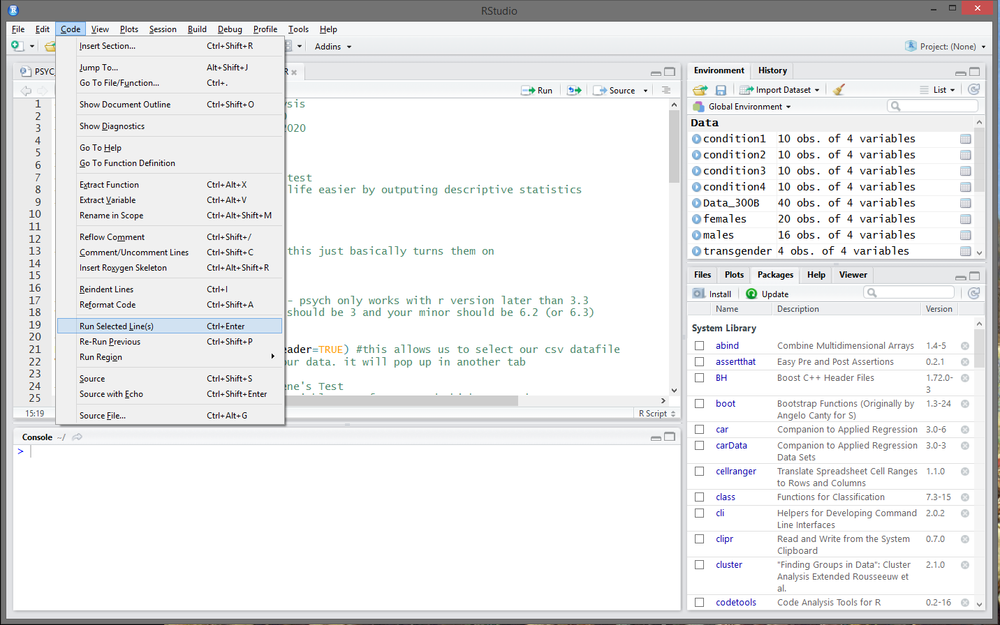 RStudio
File Edit Code View Plots Session Build Debug Profile Tools Help
Addins
Project: (None)
Insert Section... Ctrl+Shift+R
Jump To... Alt+Shift+J
Go To File/Function... Ctrl+.
Show Document Outline Ctrl+Shift+O
Show Diagnostics
Go To Help
Go To Function Definition
Extract Function Ctrl+Alt+X
Extract Variable Ctrl+Alt+V
Rename in Scope Ctrl+Alt+Shift+M
Reflow Comment Ctrl+Shift+/
Comment/Uncomment Lines Ctrl+Shift+C
Insert Roxygen Skeleton Ctrl+Alt+Shift+R
Reindent Lines Ctrl+I
Reformat Code Ctrl+Shift+A
Run Selected Line(s) Ctrl+Enter
Re-Run Previous Ctrl+Shift+P
Run Region
Source Ctrl+Shift+S
Source with Echo Ctrl+Shift+Enter
Source File... Ctrl+Alt+G
PSYC R
Run Source
1 ysis
2 )
3 2020
4
5
6
7 test
8 life easier by outputing descriptive statistics
9
10
11
12
13 this just basically turns them on
14
15
16
17 - psych only works with r version later than 3.3
18 should be 3 and your minor should be 6.2 (or 6.3)
19
20
21 eader=TRUE) #this allows us to select our csv datafile
22 our data. it will pop up in another tab
23
24 ene's Test
25
15:19 R Script
Console ~/
>
Environment History
Import Dataset List
Global Environment
Data
condition1 10 obs. of 4 variables
condition2 10 obs. of 4 variables
condition3 10 obs. of 4 variables
condition4 10 obs. of 4 variables
Data_300B 40 obs. of 4 variables
females 20 obs. of 4 variables
males 16 obs. of 4 variables
transgender 4 obs. of 4 variables
Files Plots Packages Help Viewer
Install Update
Name Description Version
System Library
abind Combine Multidimensional Arrays 1.4-5
assertthat Easy Pre and Post Assertions 0.2.1
BH Boost C++ Header Files 1.72.0-
3
boot Bootstrap Functions (Originally by 1.3-24
Angelo Canty for S)
car Companion to Applied Regression 3.0-6
carData Companion to Applied Regression 3.0-3
Data Sets
cellranger Translate Spreadsheet Cell Ranges 1.1.0
to Rows and Columns
class Functions for Classification 7.3-15
cli Helpers for Developing Command 2.0.2
Line Interfaces
clipr Read and Write from the System 0.7.0
Clipboard
cluster "Finding Groups in Data": Cluster 2.1.0
Analysis Extended Rousseeuw et
al.
codetools Code Analysis Tools for R 0.2-16